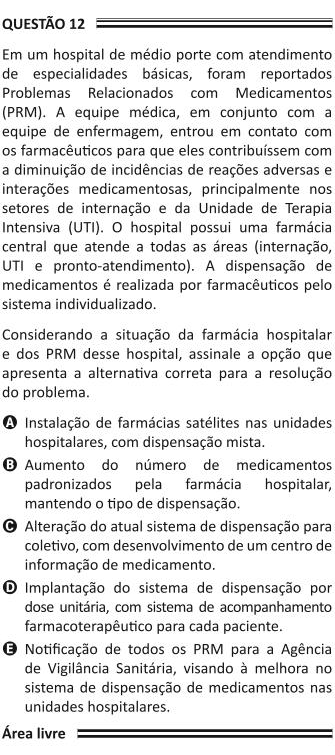 QUESTÃO 12
Em um hospital de médio porte com atendimento
de especialidades básicas, foram reportados
Problemas Relacionados com Medicamentos
(PRM). A equipe médica, em conjunto com a
equipe de enfermagem, entrou em contato com
os farmacêuticos para que eles contribuíssem com
a diminuição de incidências de reações adversas e
interações medicamentosas, principalmente nos
setores de internação e da Unidade de Terapia
Intensiva (UTI). O hospital possui uma farmácia
central que atende a todas as áreas (internação,
UTI e pronto-atendimento). A dispensação de
medicamentos é realizada por farmacêuticos pelo
sistema individualizado.
Considerando a situação da farmácia hospitalar
e dos PRM desse hospital, assinale a opção que
apresenta a alternativa correta para a resolução
do problema.
A Instalação de farmácias satélites nas unidades
hospitalares, com dispensação mista.
B Aumento do número de medicamentos
padronizados pela farmácia hospitalar,
mantendo o tipo de dispensação.
C Alteração do atual sistema de dispensação para
coletivo, com desenvolvimento de um centro de
informação de medicamento.
D Implantação do sistema de dispensação por
dose unitária, com sistema de acompanhamento
farmacoterapêutico para cada paciente.
E Notificação de todos os PRM para a Agência
de Vigilância Sanitária, visando à melhora no
sistema de dispensação de medicamentos nas
unidades hospitalares.
Área livre